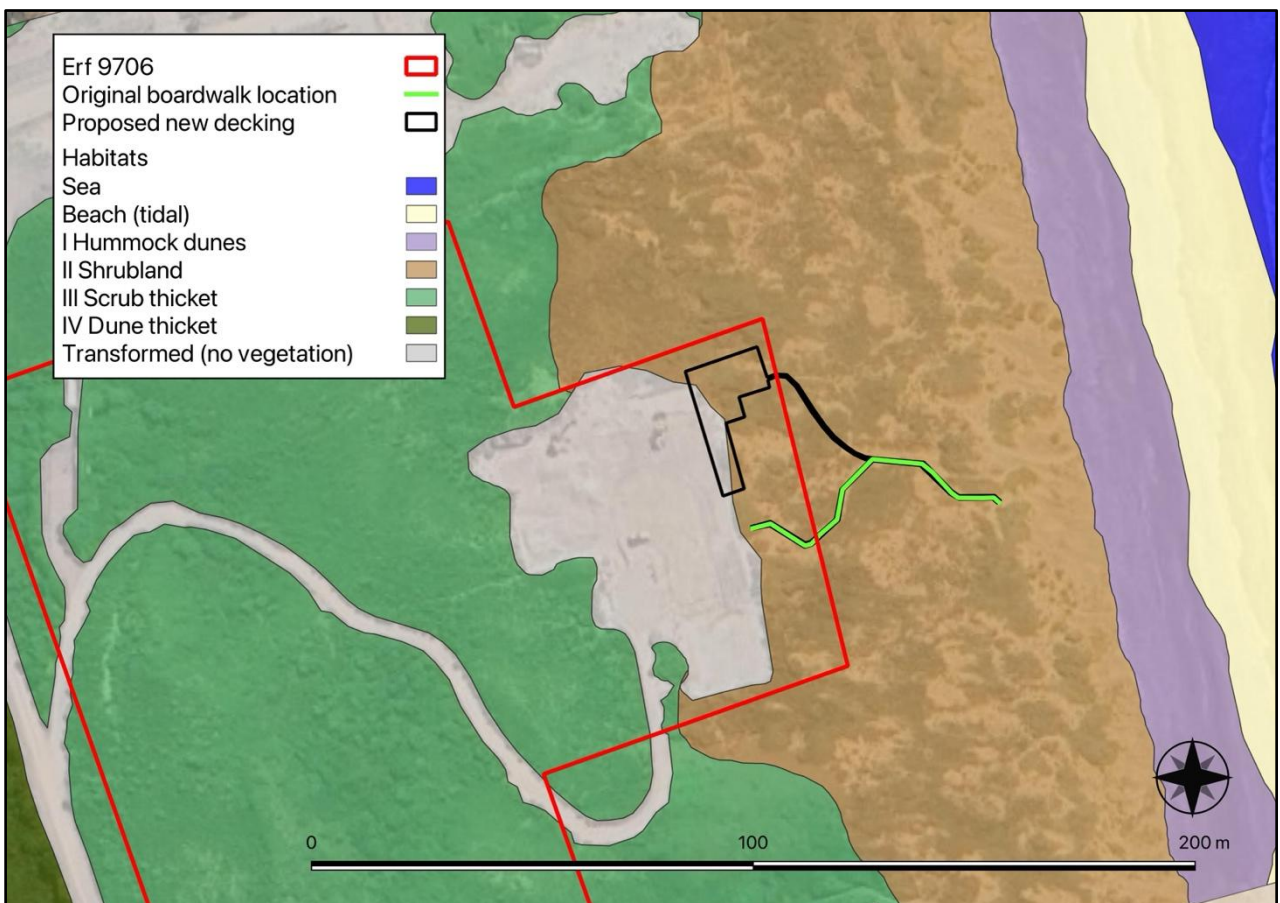 Erf 9706
Original boardwalk location
Proposed new decking
Habitats
Sea
Beach (tidal)
I Hummock dunes
II Shrubland
III Scrub thicket
IV Dune thicket
Transformed (no vegetation)
0
100
200 m